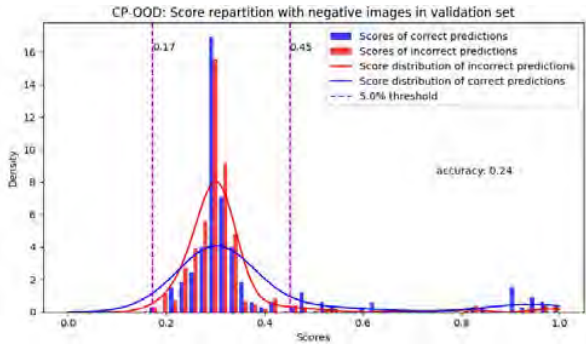 CP-OOD: Score repartition with negative images in validation set
16
14
12
10
8
6
4
2
0
Density
0.17
0.45
Scores of correct predictions
Scores of incorrect predictions
Score distribution of incorrect predictions
Score distribution of correct predictions
5.0% threshold
accuracy: 0.24
0.0
0.2
0.4
0.6
0.8
1.0
Scores